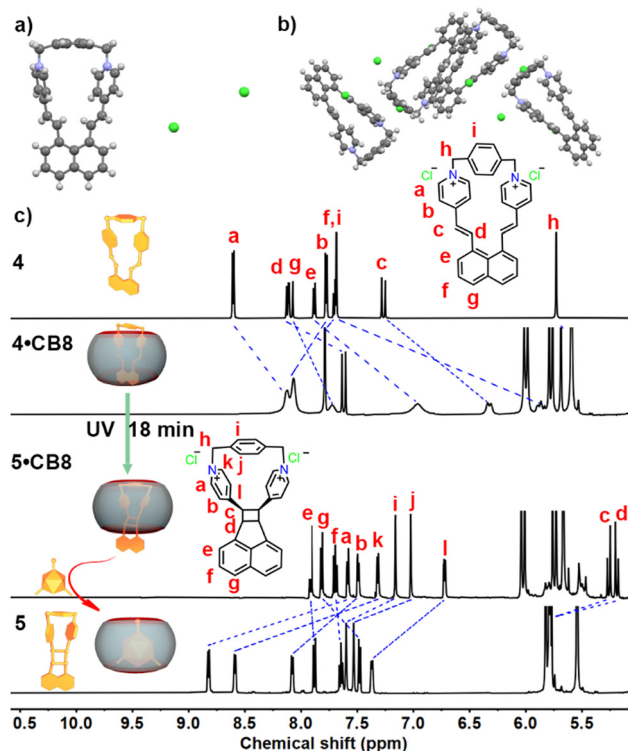 a)
b)
i
h
Cl⁻
Cl⁻
N
+
N
+
a
b
c
d
e
f
g
c)
4
a
d
g
e
b
f,i
c
h
4•CB8
UV 18 min
5•CB8
h
i
j
k
Cl⁻
Cl⁻
N
+
N
+
a
l
b
c
d
e
f
g
e
g
f
a
b
k
i
j
l
c
d
5
10.5 10.0 9.5 9.0 8.5 8.0 7.5 7.0 6.5 6.0 5.5
Chemical shift (ppm)